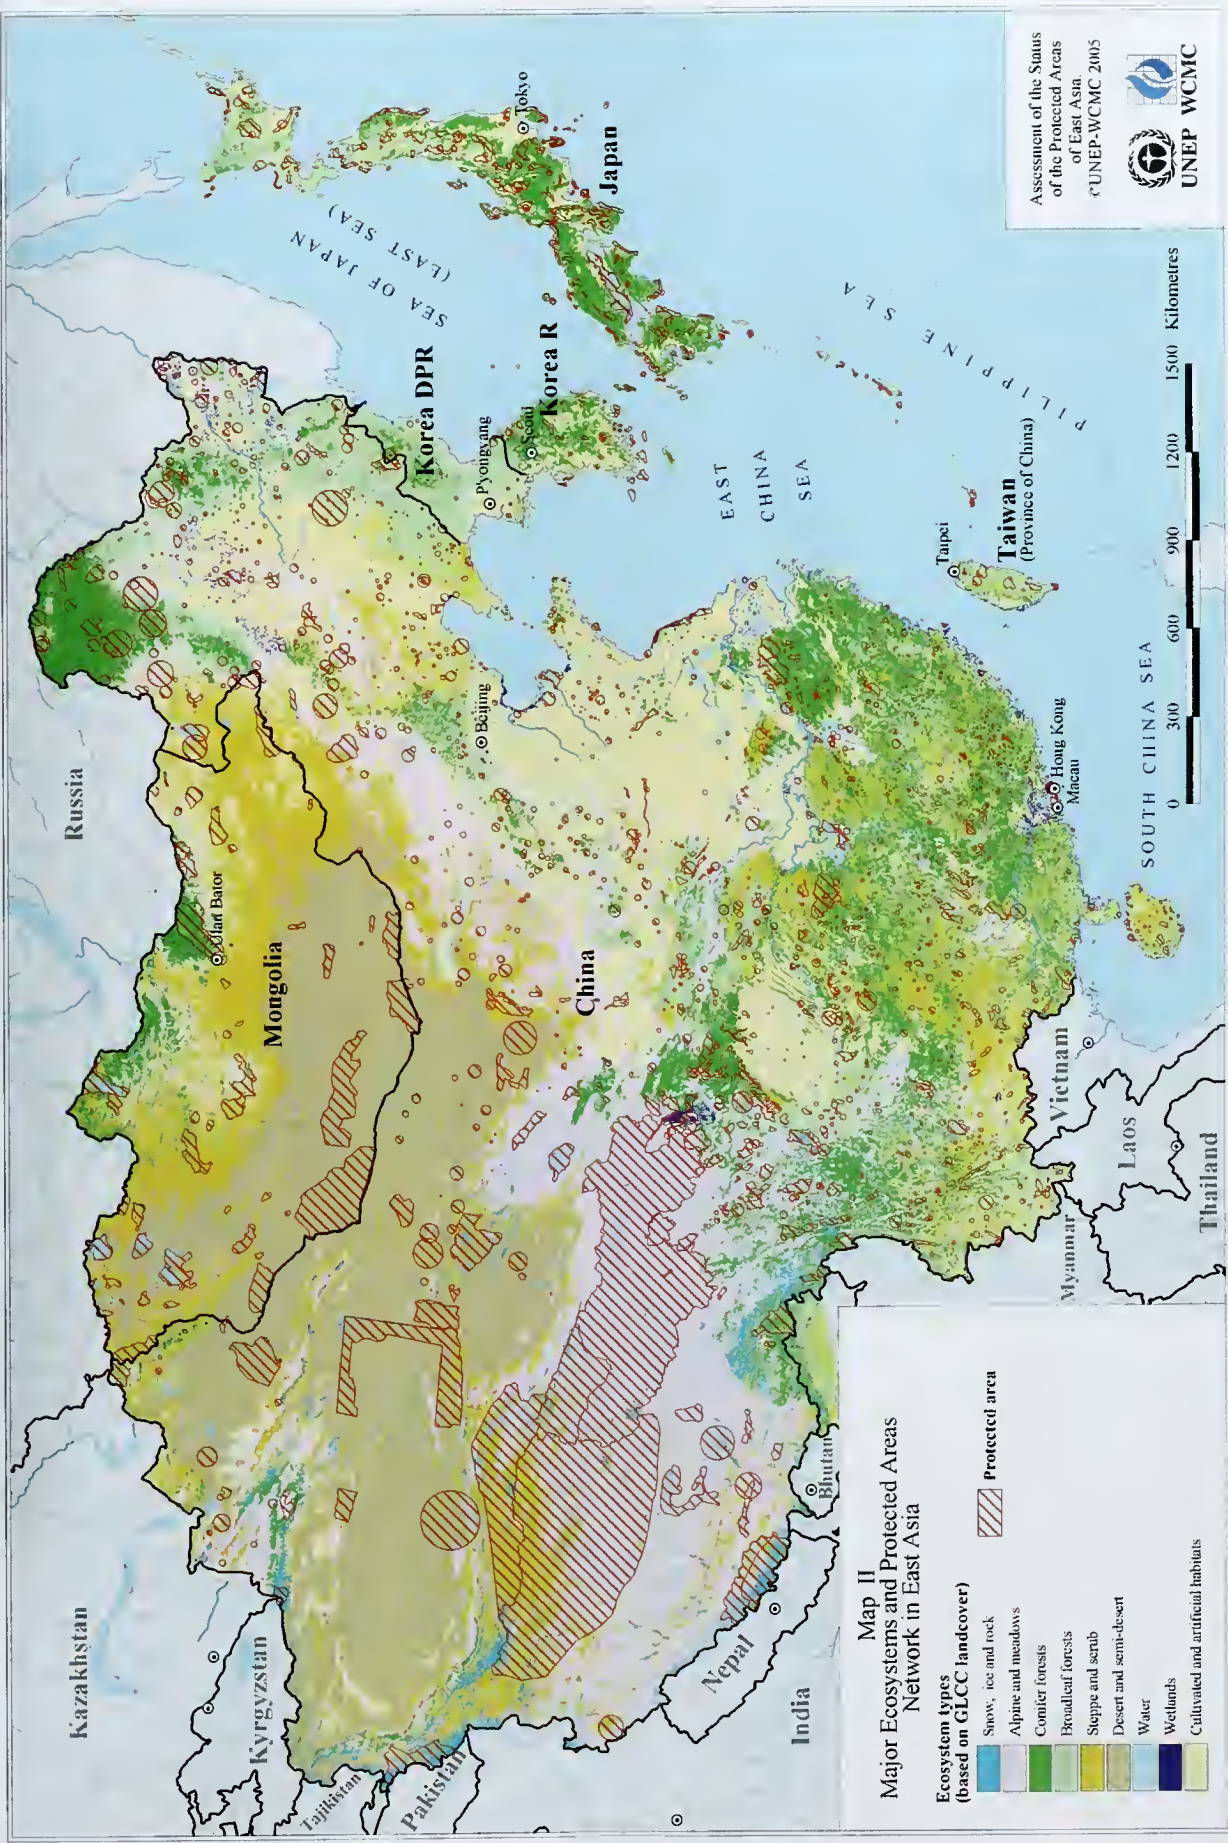 Map II
Major Ecosystems and Protected Areas
Network in East Asia
Ecosystem types
(based on GLCC landcover)
Snow, ice and rock
Alpine and meadows
Conifer forests
Broadleaf forests
Steppe and scrub
Desert and semi-desert
Water
Wetlands
Cultivated and artificial habitats
Protected area
Kazakhstan
Kyrgyzstan
Tajikistan
Pakistan
India
Nepal
Bhutan
Myanmar
Thailand
Laos
Vietnam
Russia
Mongolia
Ulan Bator
China
Beijing
Korea DPR
P'yongyang
Korea R
Seoul
Japan
Tokyo
SEA OF JAPAN
(EAST SEA)
EAST
CHINA
SEA
PILIPPINE SEA
Taipei
Taiwan
(Province of China)
Hong Kong
Macau
SOUTH CHINA SEA
0 300 600 900 1200 1500 Kilometres
Assessment of the Status
of the Protected Areas
of East Asia.
©UNEP-WCMC 2005
UNEP WCMC